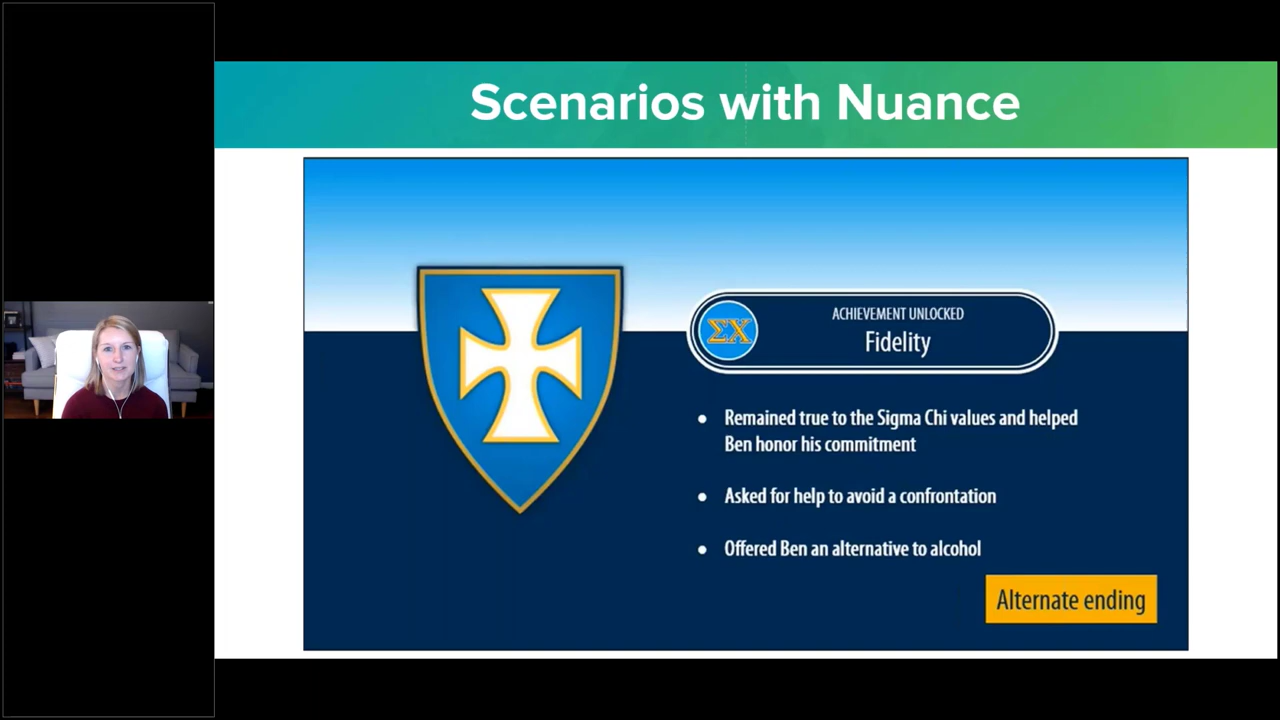 Scenarios with Nuance
ΣΧ
ACHIEVEMENT UNLOCKED
Fidelity
• Remained true to the Sigma Chi values and helped
Ben honor his commitment
• Asked for help to avoid a confrontation
• Offered Ben an alternative to alcohol
Alternate ending